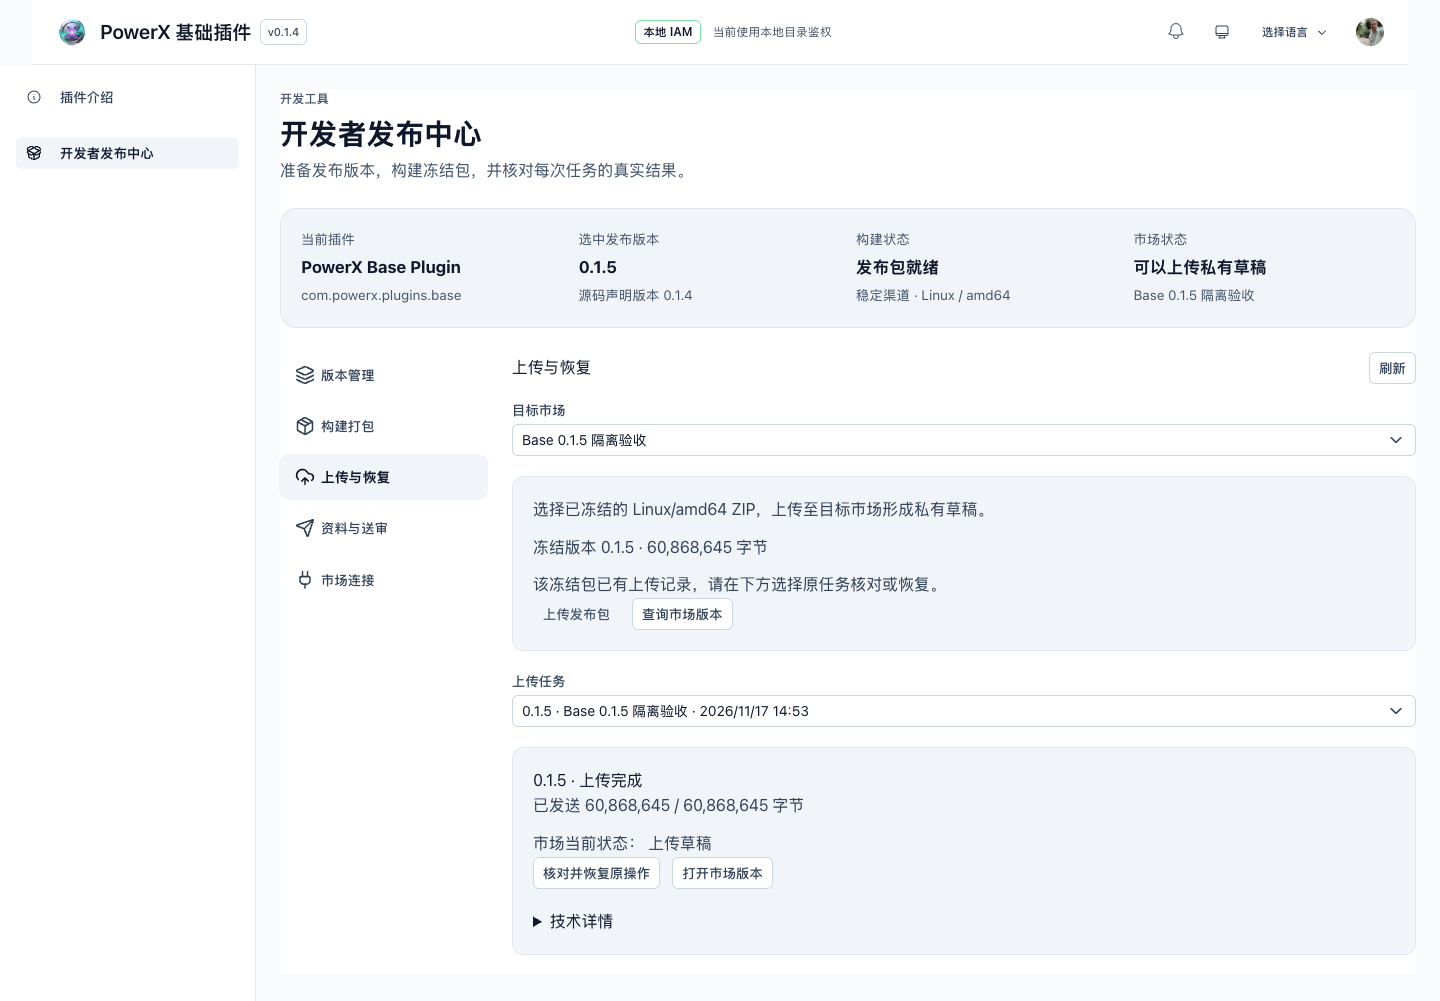 PowerX 基础插件 v0.1.4
本地 IAM 当前使用本地目录鉴权
选择语言
插件介绍
开发者发布中心
开发工具
开发者发布中心
准备发布版本，构建冻结包，并核对每次任务的真实结果。
当前插件
PowerX Base Plugin
com.powerx.plugins.base
选中发布版本
0.1.5
源码声明版本 0.1.4
构建状态
发布包就绪
稳定渠道 · Linux / amd64
市场状态
可以上传私有草稿
Base 0.1.5 隔离验收
版本管理
构建打包
上传与恢复
资料与送审
市场连接
上传与恢复
刷新
目标市场
Base 0.1.5 隔离验收
选择已冻结的 Linux/amd64 ZIP，上传至目标市场形成私有草稿。
冻结版本 0.1.5 · 60,868,645 字节
该冻结包已有上传记录，请在下方选择原任务核对或恢复。
上传发布包 查询市场版本
上传任务
0.1.5 · Base 0.1.5 隔离验收 · 2026/11/17 14:53
0.1.5 · 上传完成
已发送 60,868,645 / 60,868,645 字节
市场当前状态： 上传草稿
核对并恢复原操作 打开市场版本
技术详情